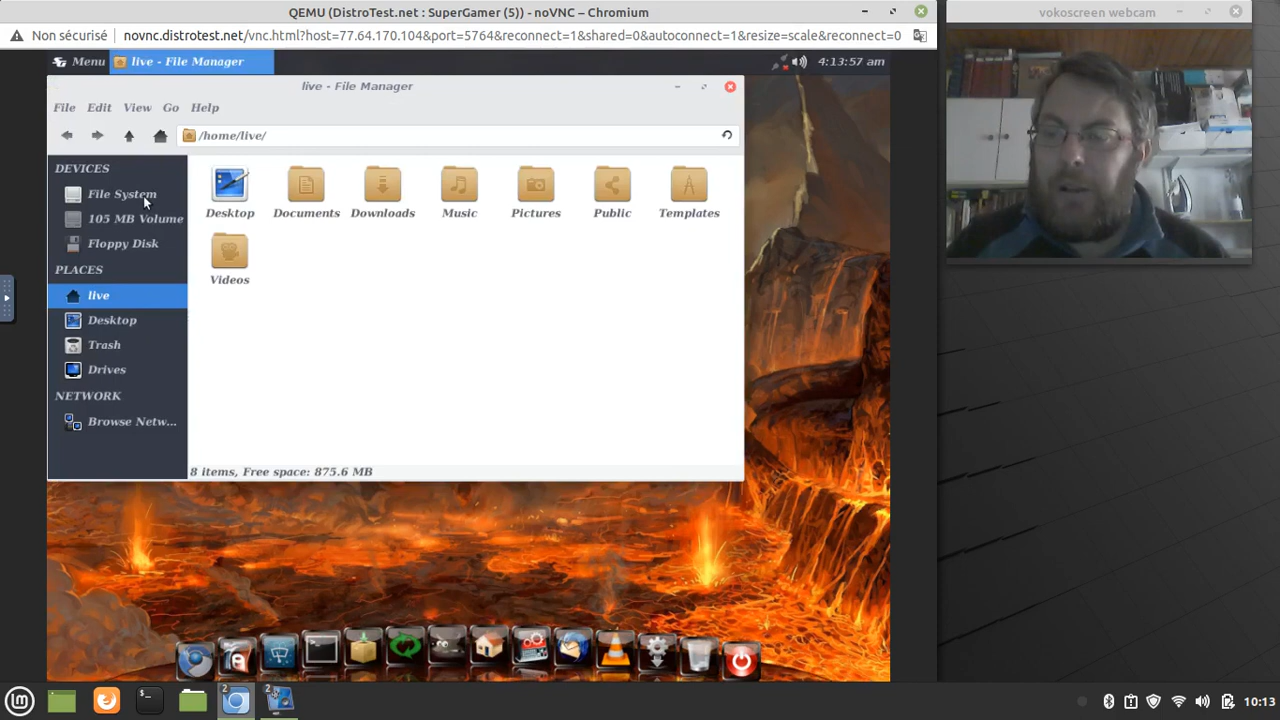 QEMU (DistroTest.net : SuperGamer (5)) - noVNC – Chromium
vokoscreen webcam
Non sécurisé
novnc.distrotest.net/vnc.html?host=77.64.170.104&port=5764&reconnect=1&shared=0&autoconnect=1&resize=scale&reconnect=0
Menu
live - File Manager
4:13:57 am
live - File Manager
File Edit View Go Help
/home/live/
DEVICES
File System
105 MB Volume
Floppy Disk
PLACES
live
Desktop
Trash
Drives
NETWORK
Browse Netw...
Desktop Documents Downloads Music Pictures Public Templates
Videos
8 items, Free space: 875.6 MB
2
2
10:13